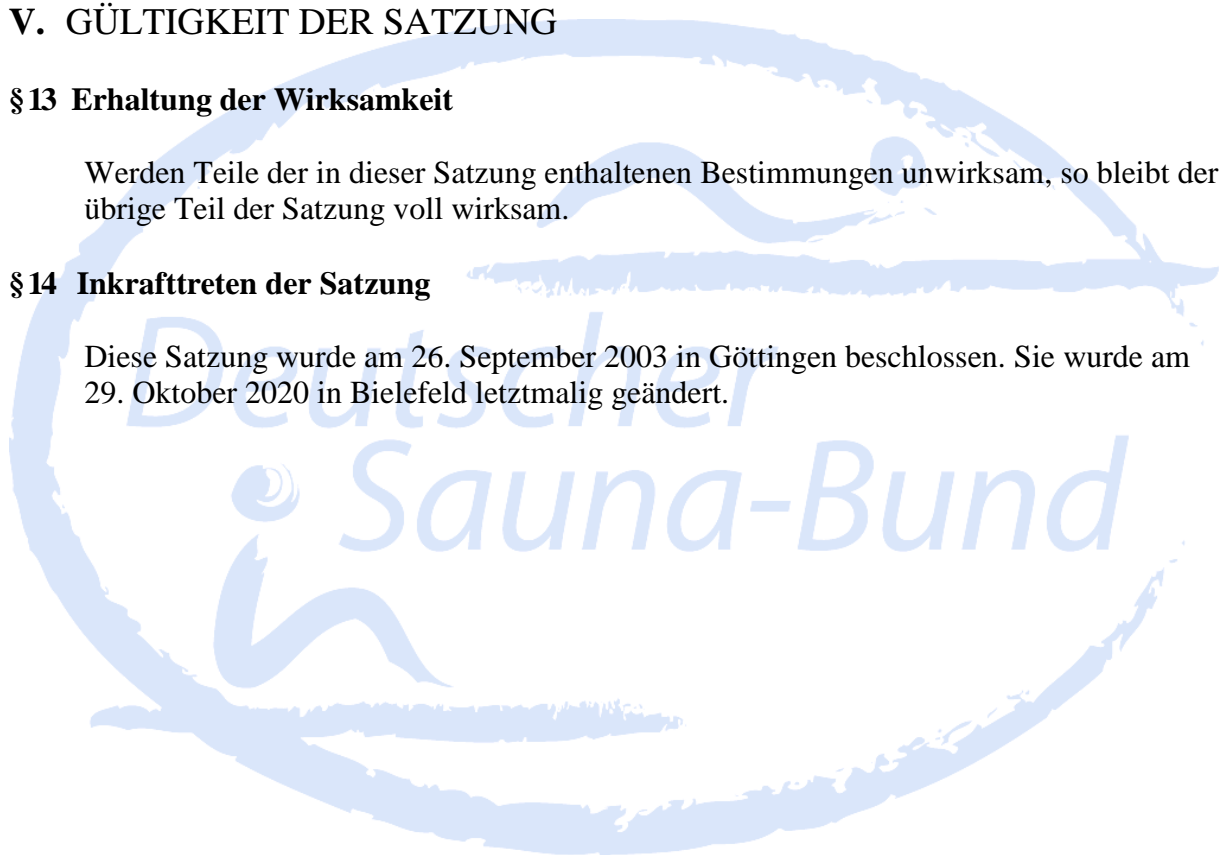 V. GÜLTIGKEIT DER SATZUNG
§ 13 Erhaltung der Wirksamkeit
Werden Teile der in dieser Satzung enthaltenen Bestimmungen unwirksam, so bleibt der
übrige Teil der Satzung voll wirksam.
§ 14 Inkrafttreten der Satzung
Diese Satzung wurde am 26. September 2003 in Göttingen beschlossen. Sie wurde am
29. Oktober 2020 in Bielefeld letztmalig geändert.
Deutscher
Sauna-Bund